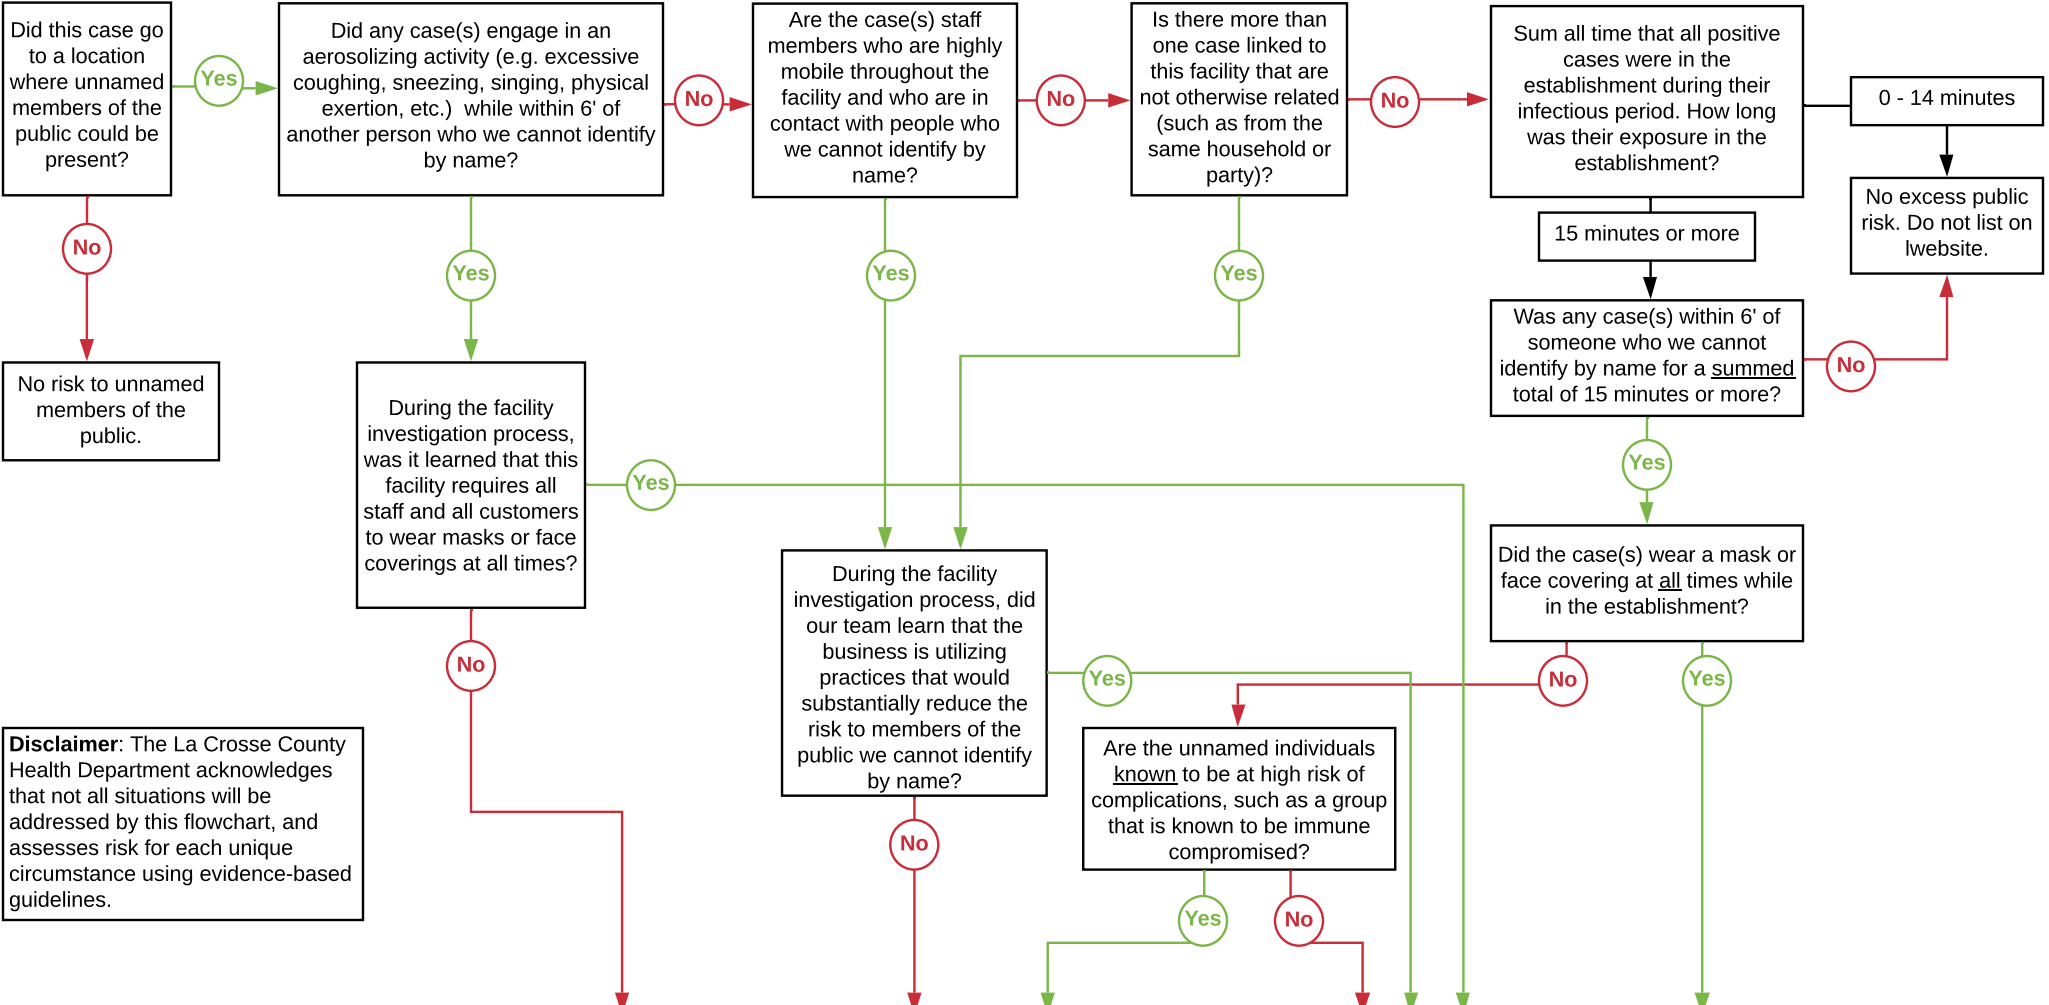 Did this case go
to a location
where unnamed
members of the
public could be
present?
Yes
Did any case(s) engage in an
aerosolizing activity (e.g. excessive
coughing, sneezing, singing, physical
exertion, etc.)  while within 6' of
another person who we cannot identify
by name?
No
Are the case(s) staff
members who are highly
mobile throughout the
facility and who are in
contact with people who
we cannot identify by
name?
No
Is there more than
one case linked to
this facility that are
not otherwise related
(such as from the
same household or
party)?
No
Sum all time that all positive
cases were in the
establishment during their
infectious period. How long
was their exposure in the
establishment?
0 - 14 minutes
No excess public
risk. Do not list on
lwebsite.
15 minutes or more
No
Yes
Yes
Yes
Was any case(s) within 6' of
someone who we cannot
identify by name for a summed
total of 15 minutes or more?
No
No risk to unnamed
members of the
public.
During the facility
investigation process,
was it learned that this
facility requires all
staff and all customers
to wear masks or face
coverings at all times?
Yes
Yes
During the facility
investigation process, did
our team learn that the
business is utilizing
practices that would
substantially reduce the
risk to members of the
public we cannot identify
by name?
Did the case(s) wear a mask or
face covering at all times while
in the establishment?
No
Yes
No
Yes
Disclaimer: The La Crosse County
Health Department acknowledges
that not all situations will be
addressed by this flowchart, and
assesses risk for each unique
circumstance using evidence-based
guidelines.
Are the unnamed individuals
known to be at high risk of
complications, such as a group
that is known to be immune
compromised?
No
Yes
No